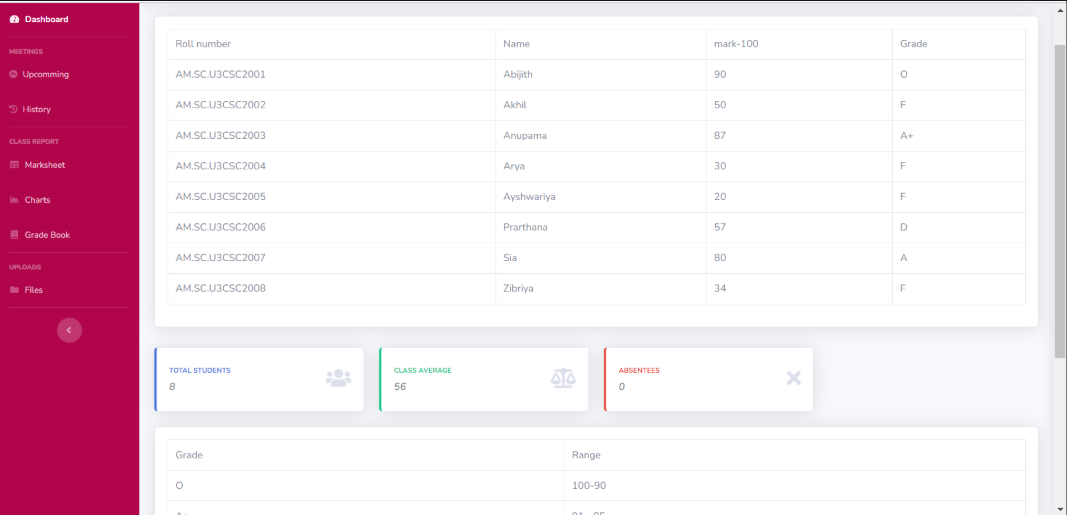 Dashboard
MEETINGS
Upcomming
History
CLASS REPORT
Marksheet
Charts
Grade Book
UPLOADS
Files
Roll number Name mark-100 Grade
AM.SC.U3CSC2001 Abijith 90 O
AM.SC.U3CSC2002 Akhil 50 F
AM.SC.U3CSC2003 Anupama 87 A+
AM.SC.U3CSC2004 Arya 30 F
AM.SC.U3CSC2005 Ayshwariya 20 F
AM.SC.U3CSC2006 Prarthana 57 D
AM.SC.U3CSC2007 Sia 80 A
AM.SC.U3CSC2008 Zibriya 34 F
TOTAL STUDENTS
8
CLASS AVERAGE
56
ABSENTEES
0
Grade Range
O 100-90